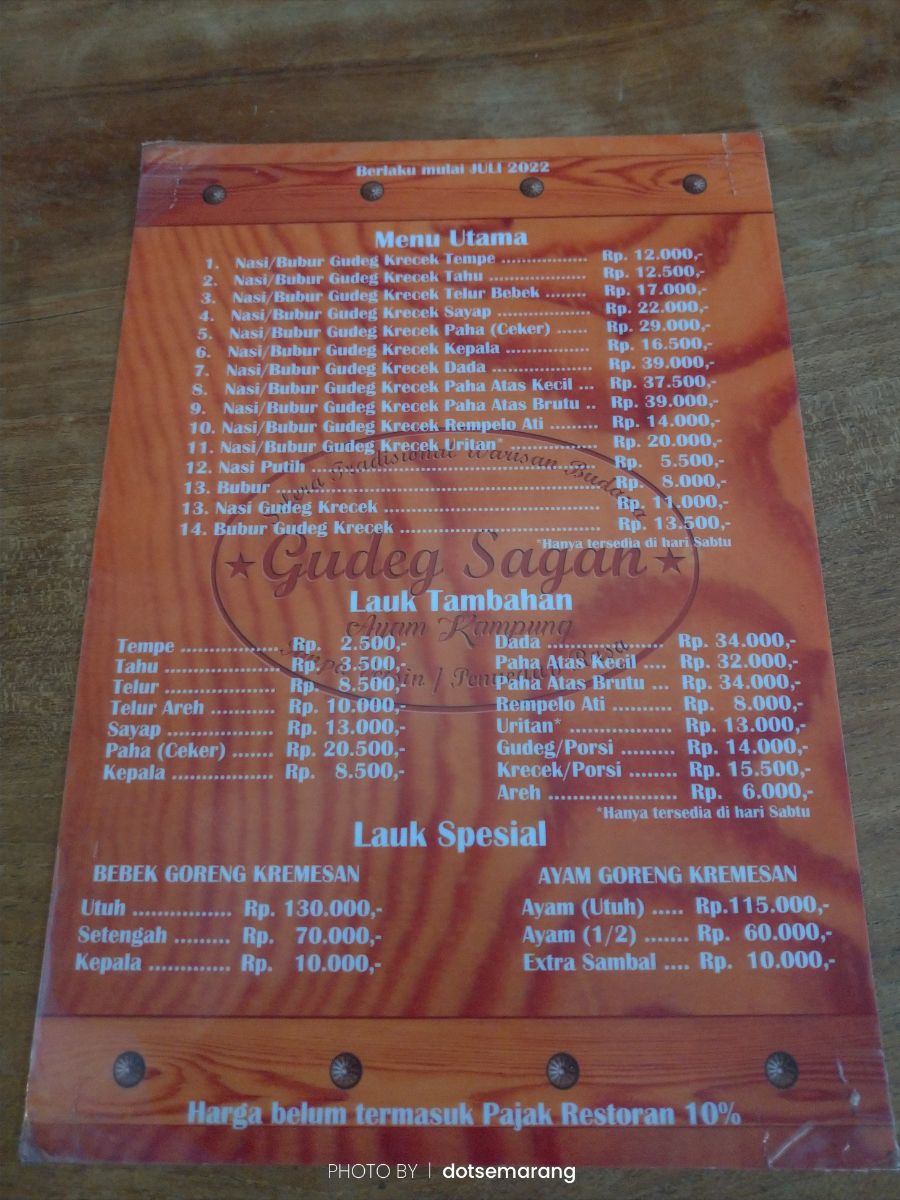 Berlaku mulai JULI 2022
Menu Utama
1. Nasi/Bubur Gudeg Krecek Tempe ................ Rp. 12.000,-
2. Nasi/Bubur Gudeg Krecek Tahu .................... Rp. 12.500,-
3. Nasi/Bubur Gudeg Krecek Telur Bebek ........ Rp. 17.000,-
4. Nasi/Bubur Gudeg Krecek Sayap ................. Rp. 22.000,-
5. Nasi/Bubur Gudeg Krecek Paha (Ceker) ...... Rp. 29.000,-
6. Nasi/Bubur Gudeg Krecek Kepala ................ Rp. 16.500,-
7. Nasi/Bubur Gudeg Krecek Dada ................... Rp. 39.000,-
8. Nasi/Bubur Gudeg Krecek Paha Atas Kecil ... Rp. 37.500,-
9. Nasi/Bubur Gudeg Krecek Paha Atas Brutu .. Rp. 39.000,-
10. Nasi/Bubur Gudeg Krecek Rempelo Ati ......... Rp. 14.000,-
11. Nasi/Bubur Gudeg Krecek Uritan* ................ Rp. 20.000,-
12. Nasi Putih ...................................................... Rp. 5.500,-
13. Bubur ............................................................. Rp. 8.000,-
13. Nasi Gudeg Krecek ......................................... Rp. 11.000,-
14. Bubur Gudeg Krecek ...................................... Rp. 13.500,-
*Hanya tersedia di hari Sabtu
Tradisional Warisan
Gudeg Sagan
Lauk Tambahan
Ayam Kampung
Tempe ................. Rp. 2.500,-
Tahu .................... Rp. 3.500,-
Telur .................... Rp. 8.500,-
Telur Areh ........... Rp. 10.000,-
Sayap ................... Rp. 13.000,-
Paha (Ceker) ....... Rp. 20.500,-
Kepala .................. Rp. 8.500,-
Dada ....................... Rp. 34.000,-
Paha Atas Kecil .... Rp. 32.000,-
Paha Atas Brutu ... Rp. 34.000,-
Rempelo Ati .......... Rp. 8.000,-
Uritan* .................. Rp. 13.000,-
Gudeg/Porsi ......... Rp. 14.000,-
Krecek/Porsi ........ Rp. 15.500,-
Areh ...................... Rp. 6.000,-
*Hanya tersedia di hari Sabtu
Lauk Spesial
BEBEK GORENG KREMESAN
Utuh ................ Rp. 130.000,-
Setengah ......... Rp. 70.000,-
Kepala ............. Rp. 10.000,-
AYAM GORENG KREMESAN
Ayam (Utuh) ..... Rp.115.000,-
Ayam (1/2) ....... Rp. 60.000,-
Extra Sambal .... Rp. 10.000,-
Harga belum termasuk Pajak Restoran 10%
PHOTO BY | dotsemarang